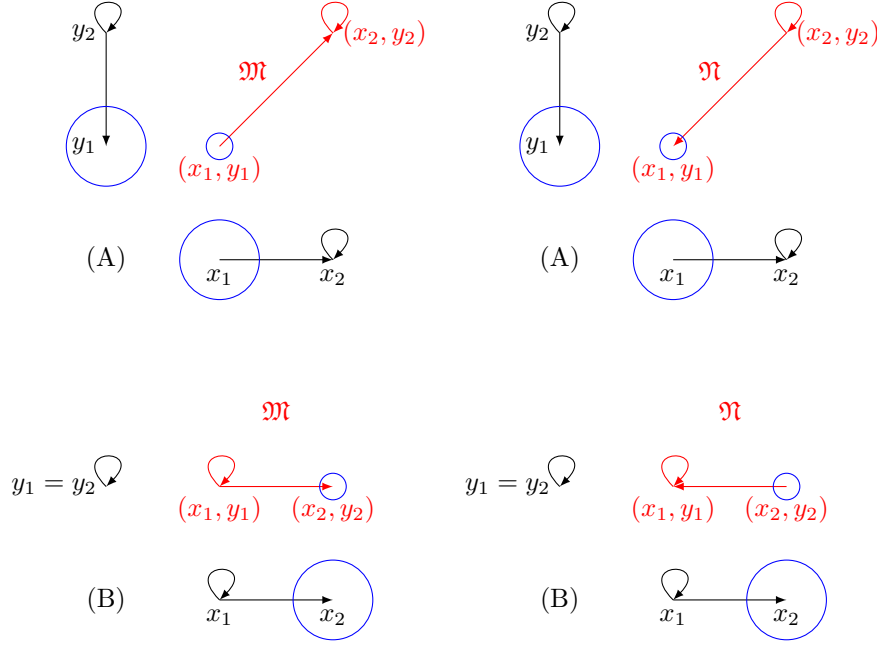 y₂ (x₂, y₂) y₂ (x₂, y₂)
𝔐 𝔑
y₁ (x₁, y₁) y₁ (x₁, y₁)
(A) x₁ x₂ (A) x₁ x₂
𝔐 𝔑
y₁ = y₂ (x₁, y₁) (x₂, y₂) y₁ = y₂ (x₁, y₁) (x₂, y₂)
(B) x₁ x₂ (B) x₁ x₂